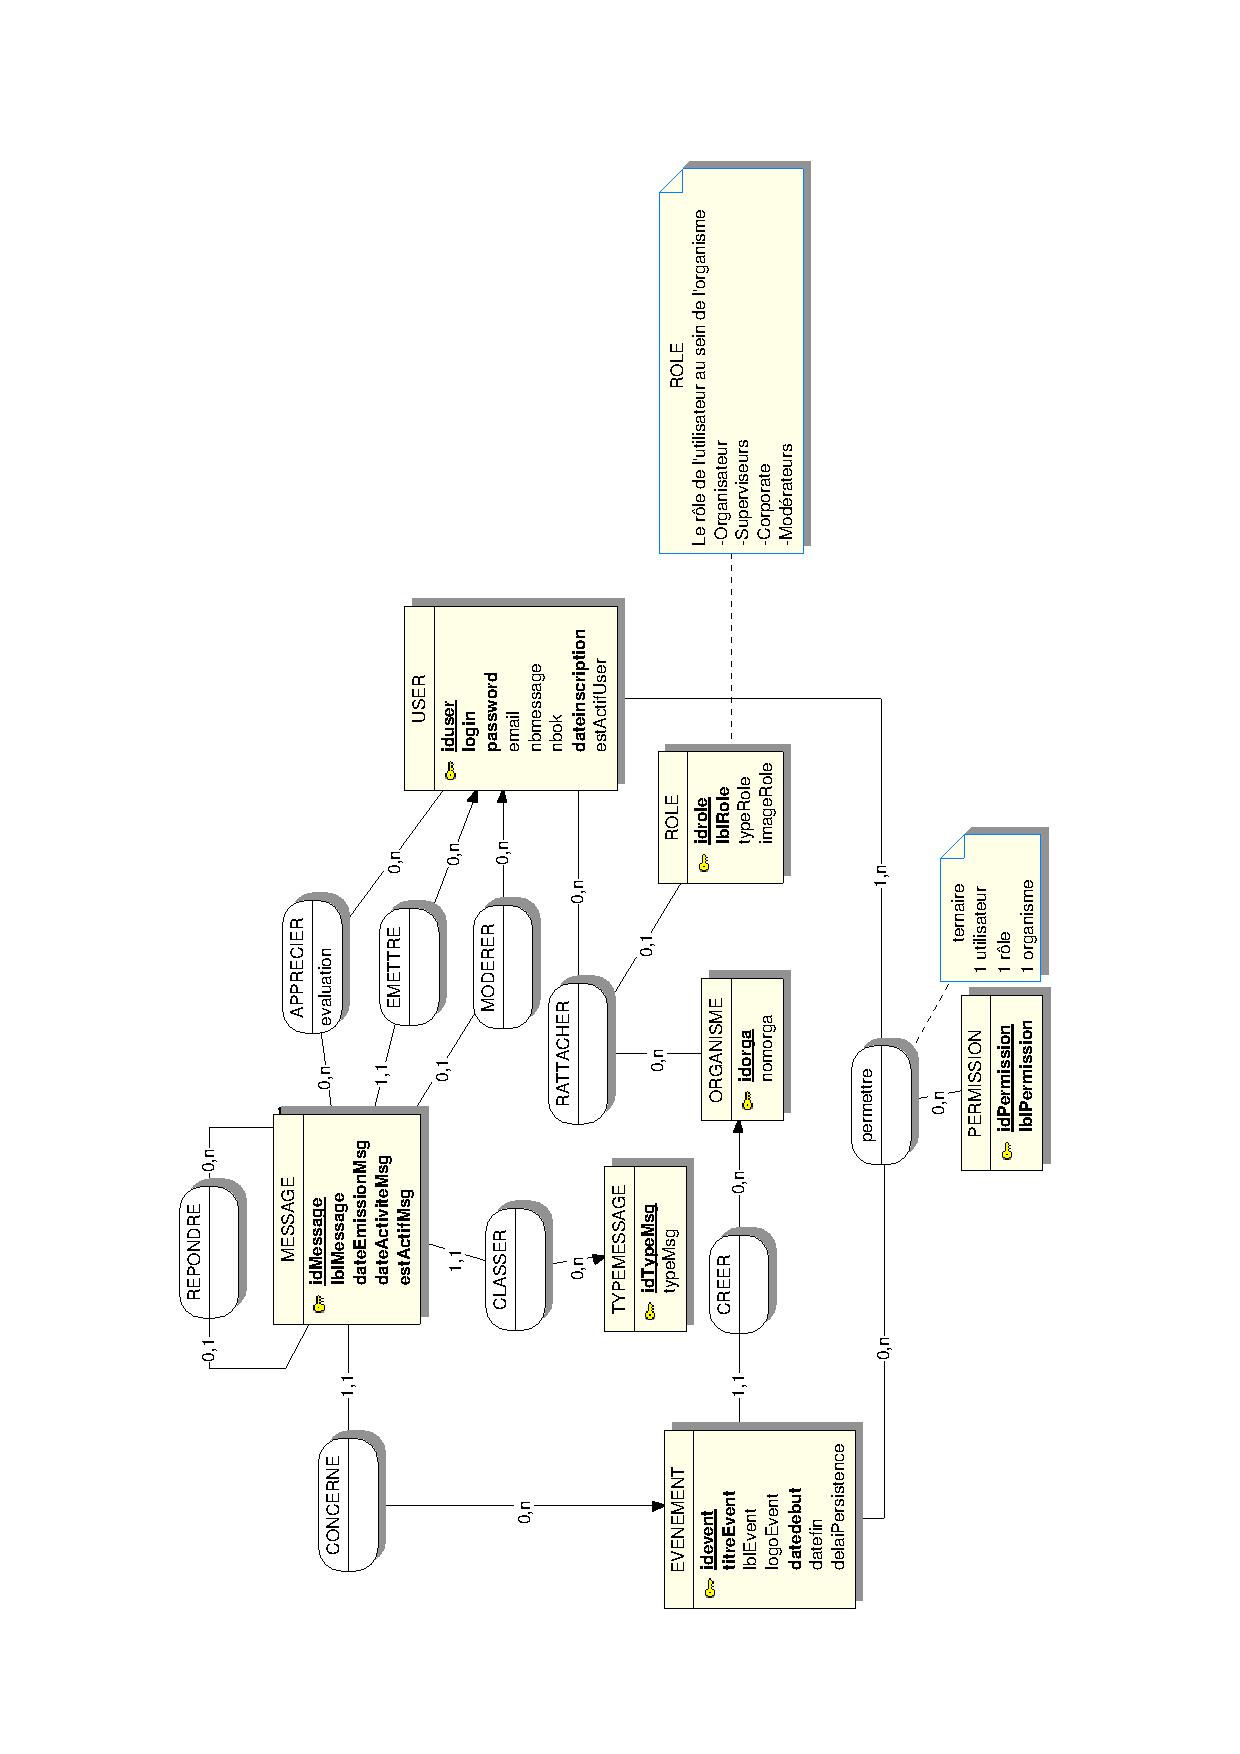 REPONDRE
0,n
0,1
MESSAGE
idMessage
lblMessage
dateEmissionMsg
dateActiviteMsg
estActifMsg
0,n
APPRECIER
evaluation
0,n
1,1
EMETTRE
0,n
0,1
MODERER
0,n
USER
iduser
login
password
email
nbmessage
nbok
dateinscription
estActifUser
CONCERNE
1,1
0,n
CLASSER
1,1
0,n
TYPEMESSAGE
idTypeMsg
typeMsg
RATTACHER
0,n
0,1
0,n
ROLE
idrole
lblRole
typeRole
imageRole
ROLE
Le rôle de l'utilisateur au sein de l'organisme
-Organisateur
-Superviseurs
-Corporate
-Modérateurs
ORGANISME
idorga
nomorga
CREER
0,n
1,1
EVENEMENT
idevent
titreEvent
lblEvent
logoEvent
datedebut
datefin
delaiPersistence
permettre
0,n
1,n
0,n
PERMISSION
idPermission
lblPermission
ternaire
1 utilisateur
1 rôle
1 organisme